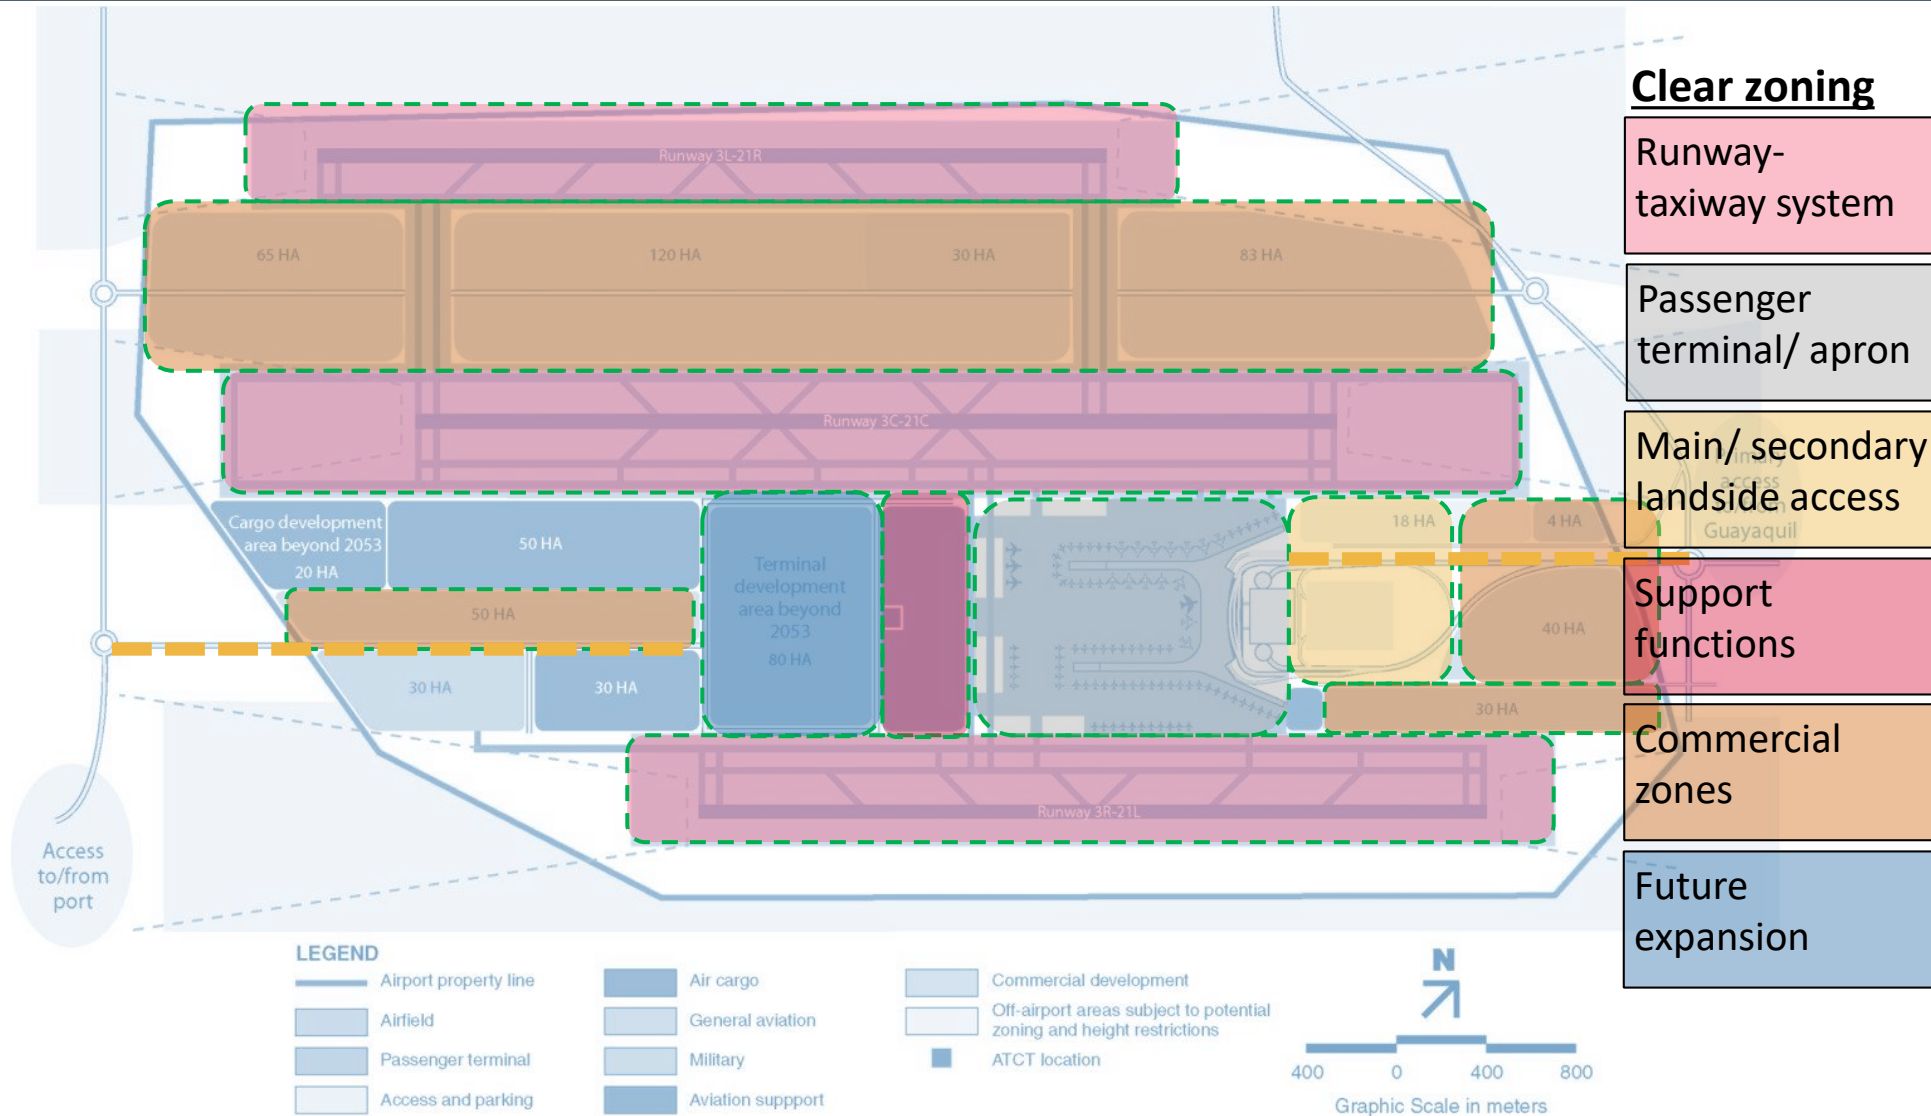 Clear zoning
Runway-
taxiway system
Passenger
terminal/ apron
Main/ secondary
landside access
Support
functions
Commercial
zones
Future
expansion
Runway 3L-21R
65 HA
120 HA
30 HA
83 HA
Runway 3C-21C
Cargo development
area beyond 2053
20 HA
50 HA
50 HA
30 HA
30 HA
Terminal
development
area beyond
2053
80 HA
18 HA
4 HA
40 HA
30 HA
Primary
access
to/from
Guayaquil
Runway 3R-21L
Access
to/from
port
LEGEND
Airport property line
Airfield
Passenger terminal
Access and parking
Air cargo
General aviation
Military
Aviation suppport
Commercial development
Off-airport areas subject to potential
zoning and height restrictions
ATCT location
N
400 0 400 800
Graphic Scale in meters